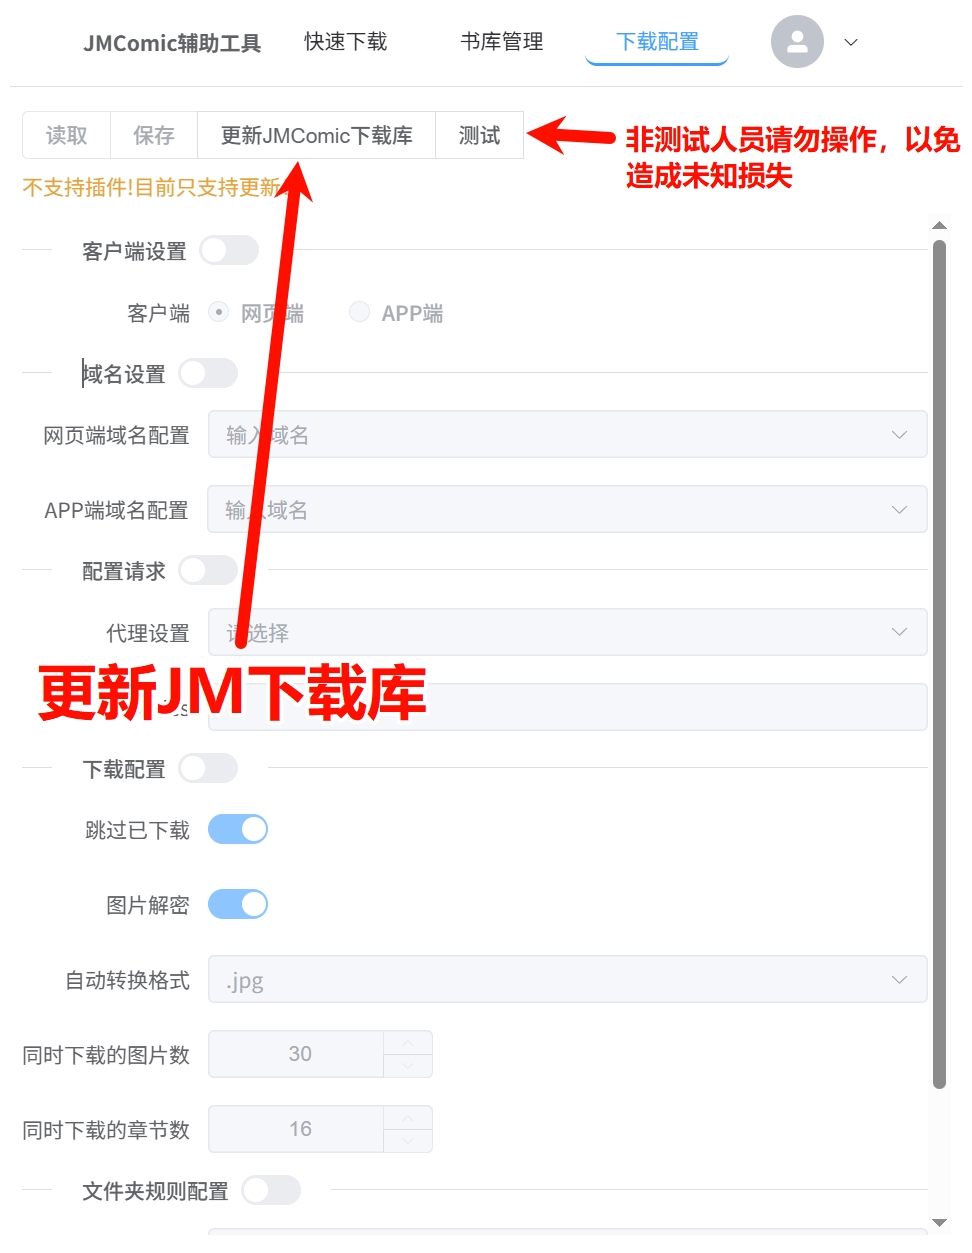 JMComic辅助工具 快速下载 书库管理 下载配置
读取 保存 更新JMComic下载库 测试
非测试人员请勿操作，以免
造成未知损失
不支持插件!目前只支持更新
客户端设置
客户端 网页端 APP端
域名设置
网页端域名配置 输入域名
APP端域名配置 输入域名
配置请求
代理设置 请选择
更新JM下载库
下载配置
跳过已下载
图片解密
自动转换格式 .jpg
同时下载的图片数 30
同时下载的章节数 16
文件夹规则配置